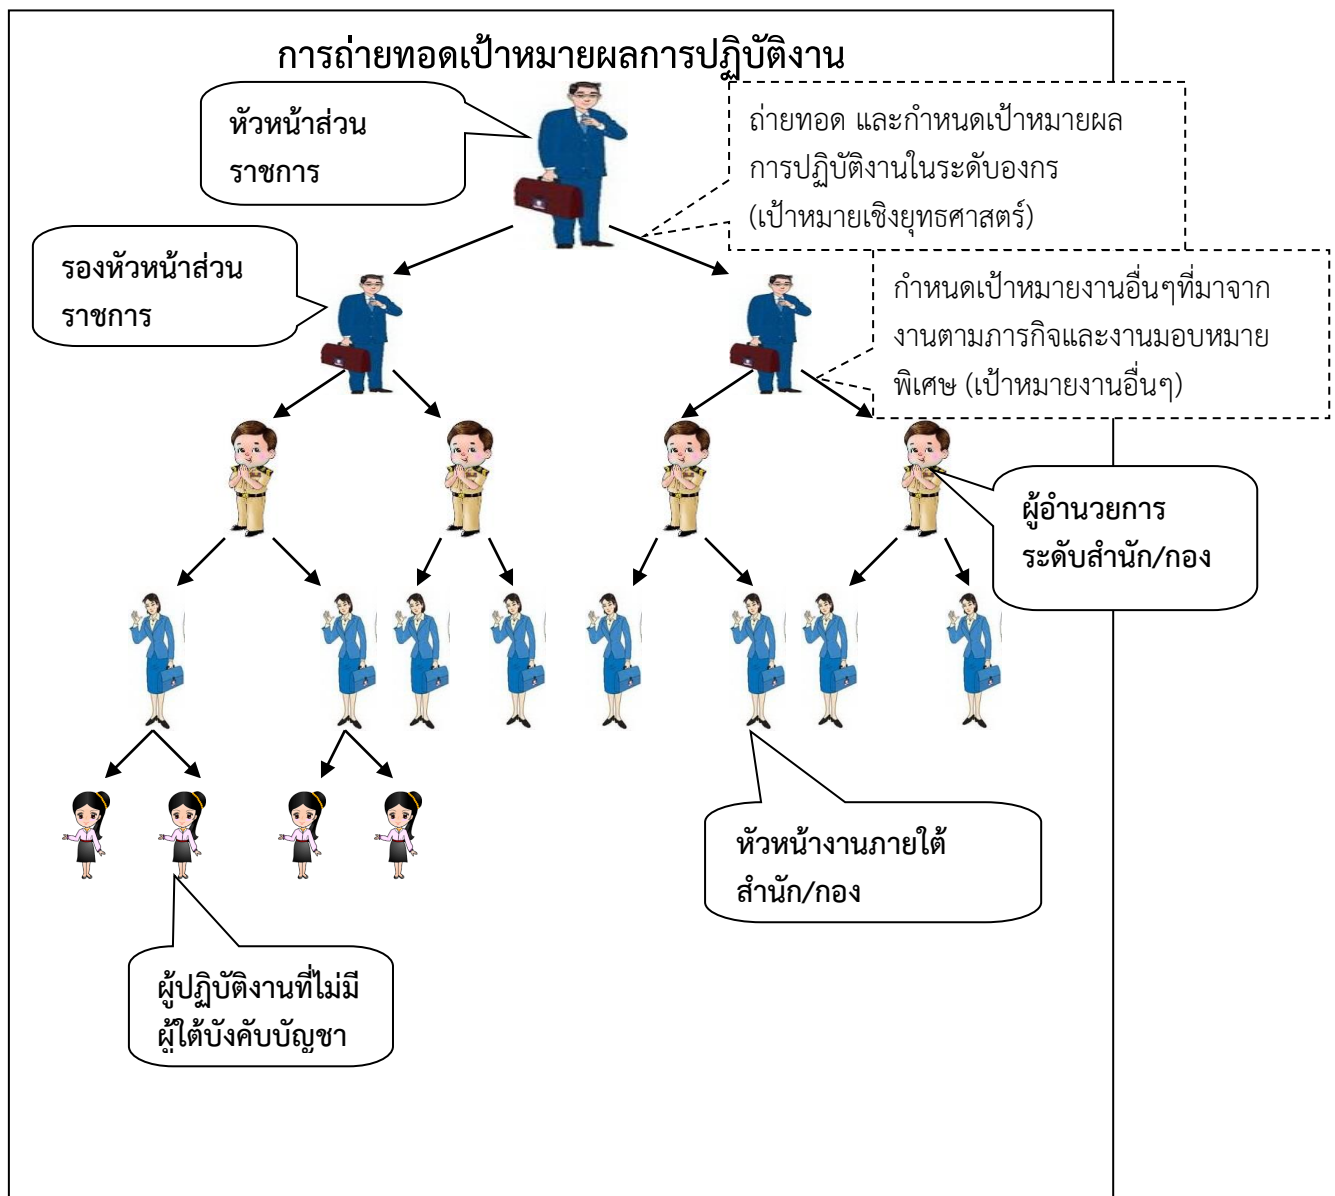 การถ่ายทอดเป้าหมายผลการปฏิบัติงาน
หัวหน้าส่วน
ราชการ
ถ่ายทอด และกำหนดเป้าหมายผล
การปฏิบัติงานในระดับองกร
(เป้าหมายเชิงยุทธศาสตร์)
รองหัวหน้าส่วน
ราชการ
กำหนดเป้าหมายงานอื่นๆที่มาจาก
งานตามภารกิจและงานมอบหมาย
พิเศษ (เป้าหมายงานอื่นๆ)
ผู้อำนวยการ
ระดับสำนัก/กอง
หัวหน้างานภายใต้
สำนัก/กอง
ผู้ปฏิบัติงานที่ไม่มี
ผู้ใต้บังคับบัญชา